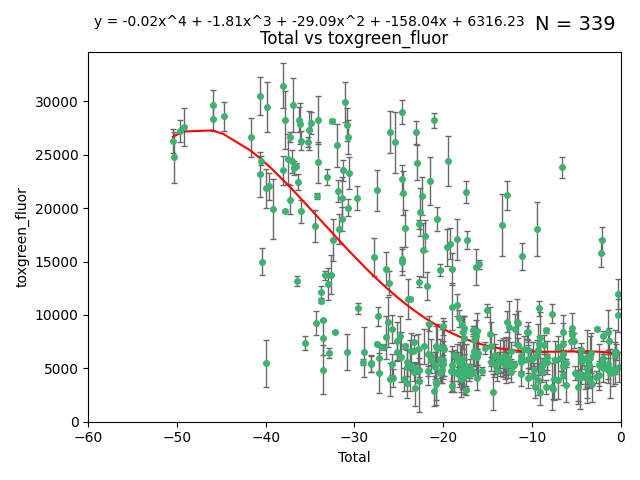 y = -0.02x^4 + -1.81x^3 + -29.09x^2 + -158.04x + 6316.23 N = 339
Total vs toxgreen_fluor
toxgreen_fluor
30000
25000
20000
15000
10000
5000
0
−60 −50 −40 −30 −20 −10 0
Total